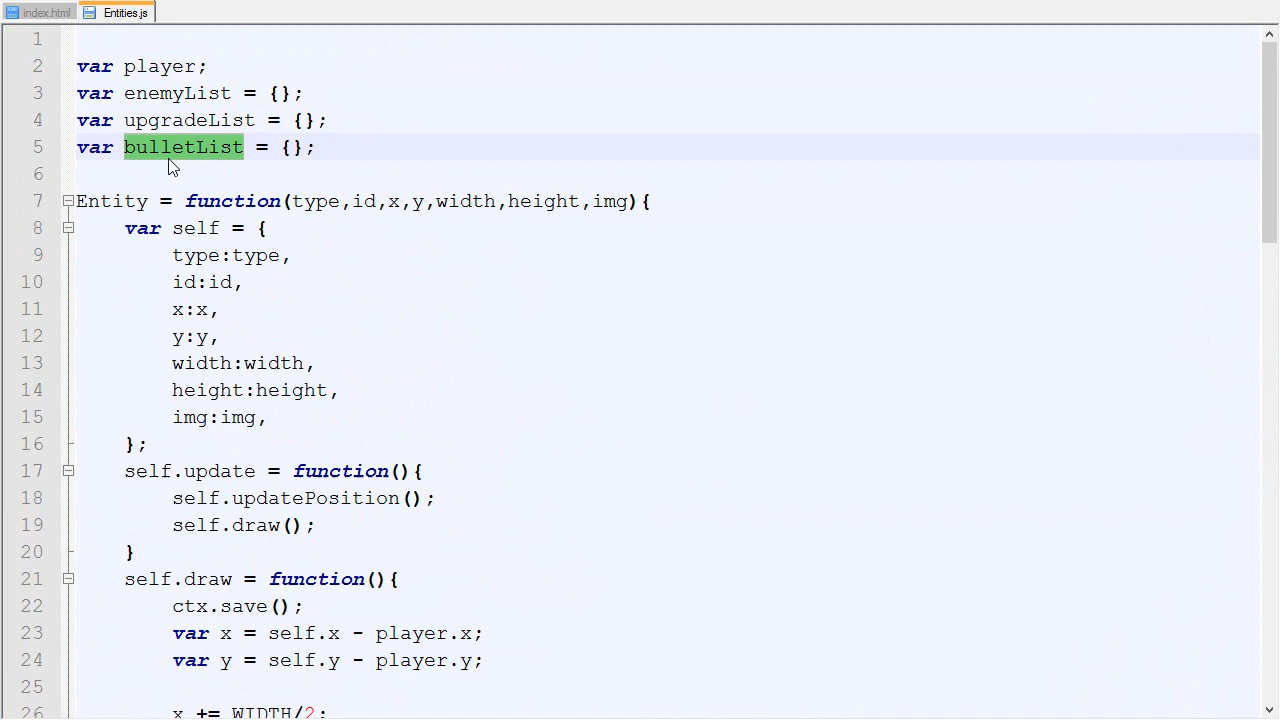 index.html Entities.js
1
2 var player;
3 var enemyList = {};
4 var upgradeList = {};
5 var bulletList = {};
6
7 Entity = function(type,id,x,y,width,height,img){
8 var self = {
9 type:type,
10 id:id,
11 x:x,
12 y:y,
13 width:width,
14 height:height,
15 img:img,
16 };
17 self.update = function(){
18 self.updatePosition();
19 self.draw();
20 }
21 self.draw = function(){
22 ctx.save();
23 var x = self.x - player.x;
24 var y = self.y - player.y;
25
26 x += WIDTH/2;